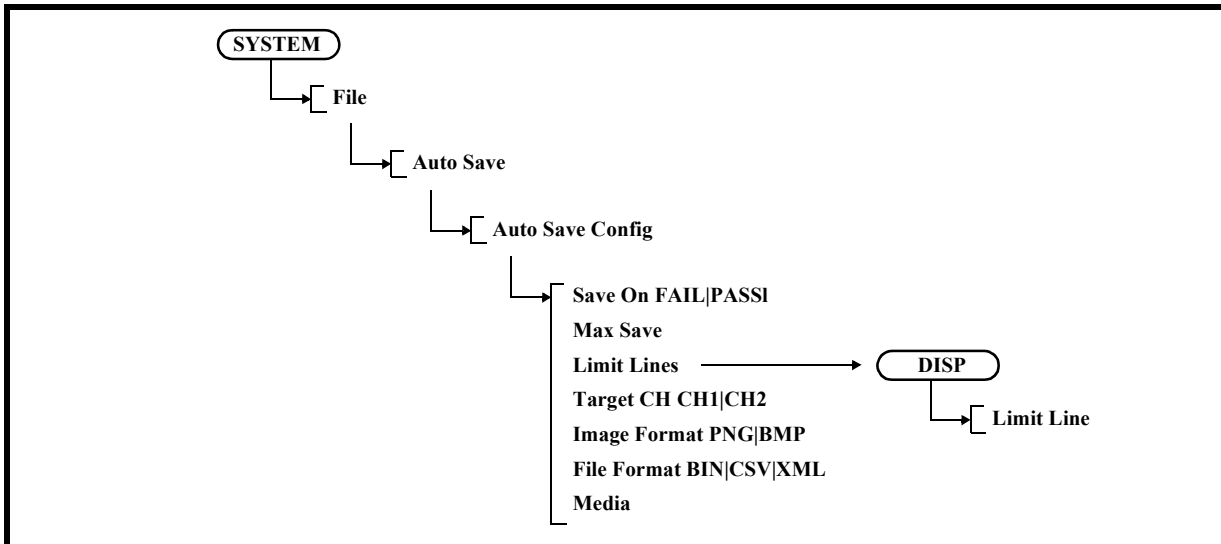 SYSTEM
File
Auto Save
Auto Save Config
Save On FAIL|PASSl
Max Save
Limit Lines
DISP
Target CH CH1|CH2
Limit Line
Image Format PNG|BMP
File Format BIN|CSV|XML
Media